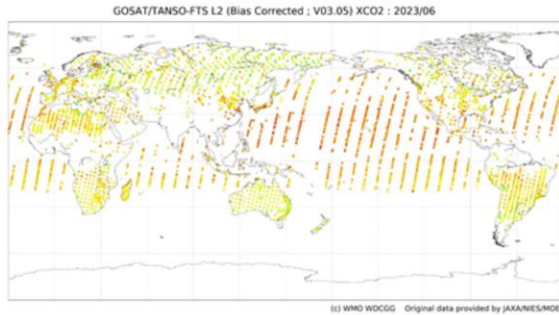 GOSAT/TANSO-FTS L2 (Bias Corrected ; V03.05) XCO2 : 2023/06
(c) WMO WDCGG Original data provided by JAXA/NIES/MOE